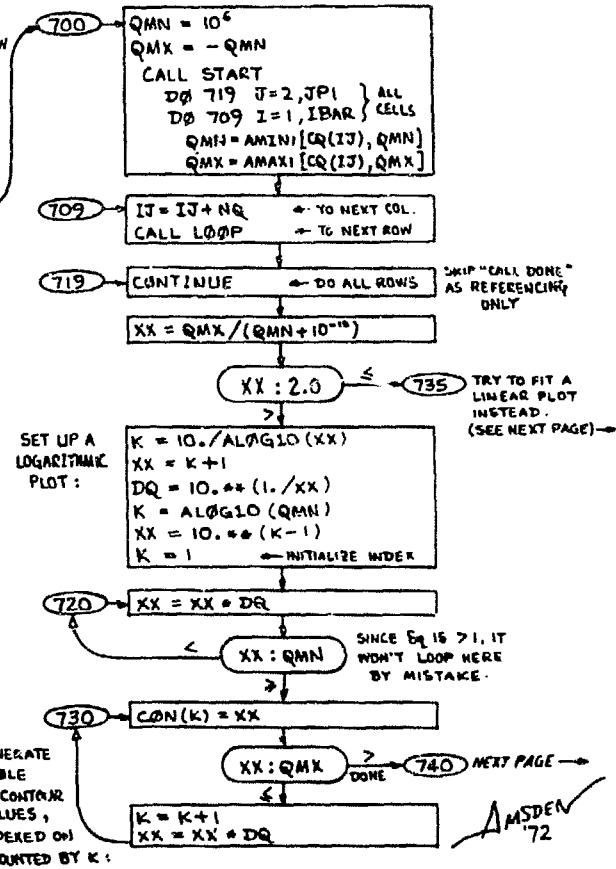 700
QMN = 10⁶
QMX = - QMN
CALL START
DØ 719 J=2,JP1
DØ 709 I=1,IBAR
} ALL CELLS
QMN=AMIN1[CQ(IJ),QMN]
QMX=AMAX1[CQ(IJ),QMX]
709
IJ=IJ+NQ ← TO NEXT COL.
CALL LØØP ← TO NEXT ROW
719
CONTINUE ← DO ALL ROWS
SKIP "CALL DONE"
AS REFERENCING
ONLY
XX = QMX/(QMN+10
XX : 2.0
≤
735
TRY TO FIT A
LINEAR PLOT
INSTEAD.
(SEE NEXT PAGE)→
>
SET UP A
LOGARITHMIC
PLOT :
K = 10./ALØG10(XX)
XX = K+1
DQ = 10.**(1./XX)
K = ALØG10(QMN)
XX = 10.**(K-1)
K = 1 ← INITIALIZE INDEX
720
XX = XX * DQ
<
XX : QMN
SINCE IS >1, IT
WON'T LOOP HERE
BY MISTAKE.
≥
730
CØN(K) = XX
XX:QMX
>
DONE
740
NEXT PAGE →
≤
NERATE
BLE
CONTOUR
LUES,
DEXED ON
OUNTED BY K:
K = K+1
XX = XX * DQ
AMSDEN
'72